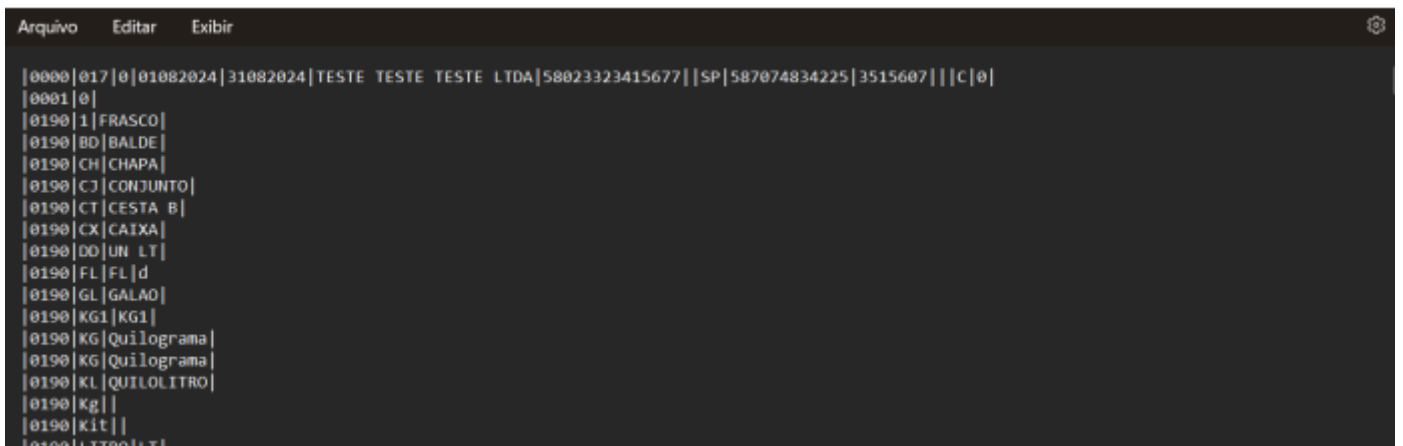 Arquivo Editar Exibir
|0000|017|0|01082024|31082024|TESTE TESTE TESTE LTDA|58023323415677||SP|587074834225|3515607|||C|0|
|0001|0|
|0190|1|FRASCO|
|0190|BD|BALDE|
|0190|CH|CHAPA|
|0190|CJ|CONJUNTO|
|0190|CT|CESTA B|
|0190|CX|CAIXA|
|0190|DD|UN LT|
|0190|FL|FL|d
|0190|GL|GALAO|
|0190|KG1|KG1|
|0190|KG|Quilograma|
|0190|KG|Quilograma|
|0190|KL|QUILOLITRO|
|0190|Kg||
|0190|Kit||
|0190|LITRO|LT|